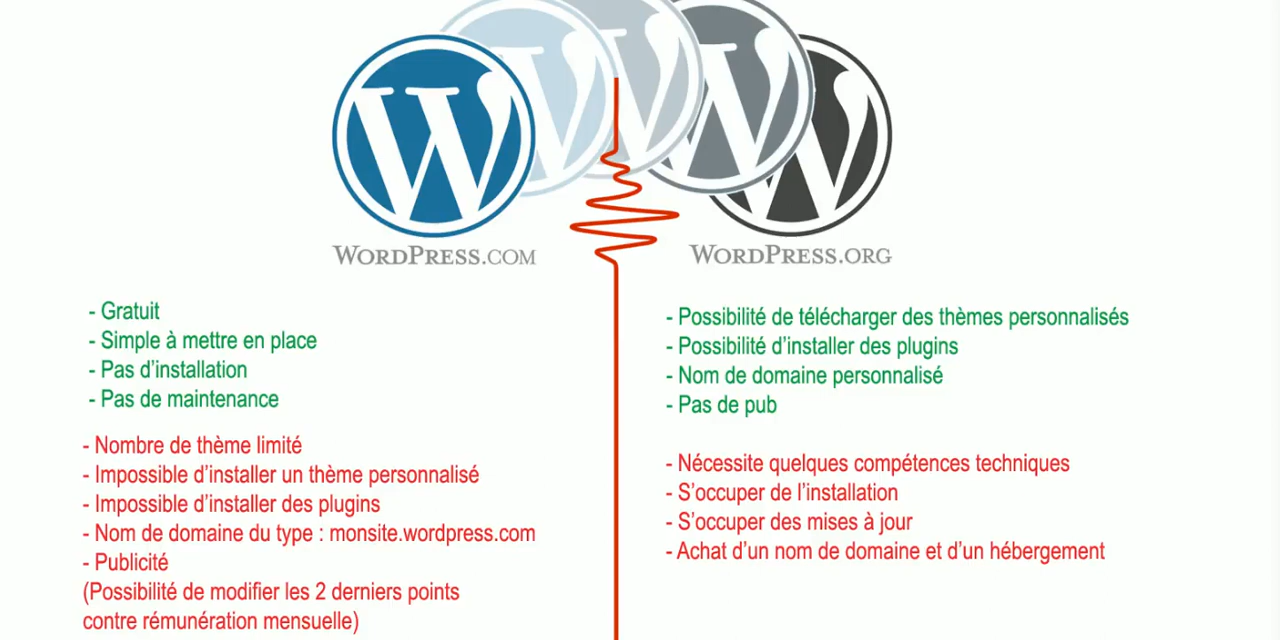 WORDPRESS.COM
- Gratuit
- Simple à mettre en place
- Pas d'installation
- Pas de maintenance
- Nombre de thème limité
- Impossible d'installer un thème personnalisé
- Impossible d'installer des plugins
- Nom de domaine du type : monsite.wordpress.com
- Publicité
(Possibilité de modifier les 2 derniers points
contre rémunération mensuelle)
WORDPRESS.ORG
- Possibilité de télécharger des thèmes personnalisés
- Possibilité d'installer des plugins
- Nom de domaine personnalisé
- Pas de pub
- Nécessite quelques compétences techniques
- S'occuper de l'installation
- S'occuper des mises à jour
- Achat d'un nom de domaine et d'un hébergement